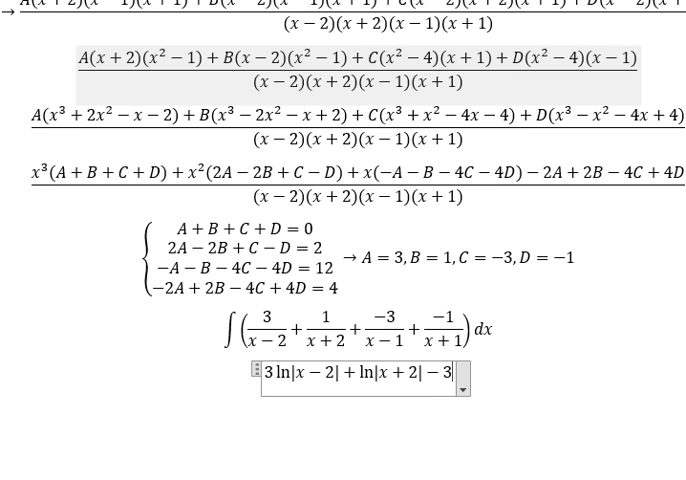 → (x − 2)(x + 2)(x − 1)(x + 1)
A(x + 2)(x² − 1) + B(x − 2)(x² − 1) + C(x² − 4)(x + 1) + D(x² − 4)(x − 1)
(x − 2)(x + 2)(x − 1)(x + 1)
A(x³ + 2x² − x − 2) + B(x³ − 2x² − x + 2) + C(x³ + x² − 4x − 4) + D(x³ − x² − 4x + 4)
(x − 2)(x + 2)(x − 1)(x + 1)
x³(A + B + C + D) + x²(2A − 2B + C − D) + x(−A − B − 4C − 4D) − 2A + 2B − 4C + 4D
(x − 2)(x + 2)(x − 1)(x + 1)
A + B + C + D = 0
2A − 2B + C − D = 2
−A − B − 4C − 4D = 12
−2A + 2B − 4C + 4D = 4
→ A = 3, B = 1, C = −3, D = −1
∫ (3/(x − 2) + 1/(x + 2) + −3/(x − 1) + −1/(x + 1)) dx
3 ln|x − 2| + ln|x + 2| − 3